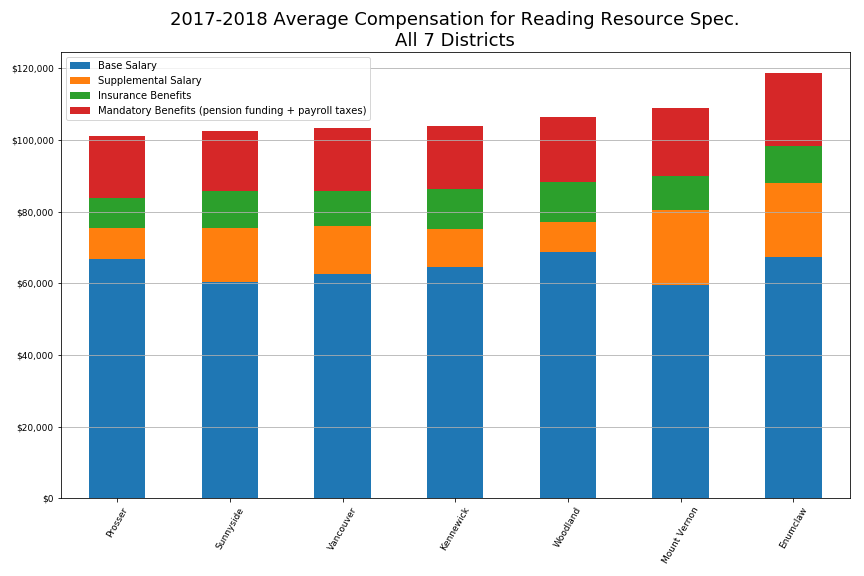 2017-2018 Average Compensation for Reading Resource Spec.
All 7 Districts
Base Salary
Supplemental Salary
Insurance Benefits
Mandatory Benefits (pension funding + payroll taxes)
$120,000
$100,000
$80,000
$60,000
$40,000
$20,000
$0
Prosser
Sunnyside
Vancouver
Kennewick
Woodland
Mount Vernon
Enumclaw